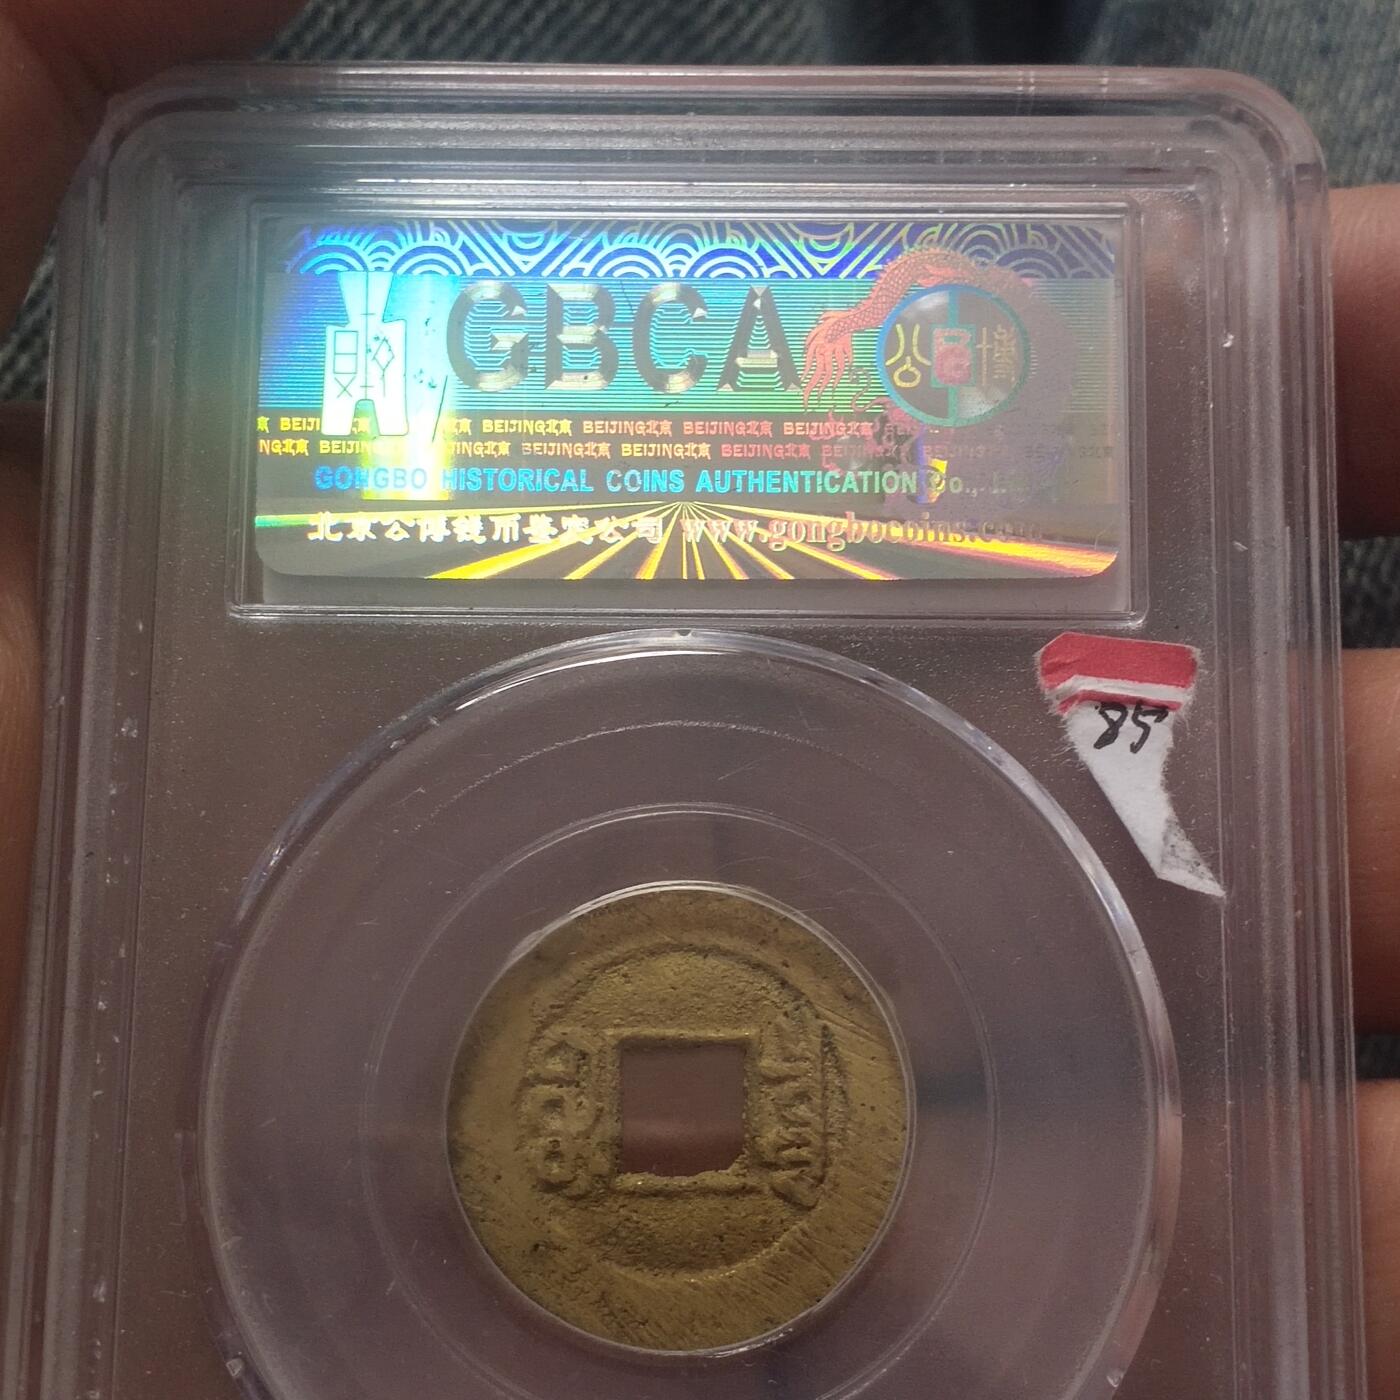 GBCA
公博
BEIJING北京 BEIJING北京 BEIJING北京 BEIJING北京
NG北京 BEIJING北京 BEIJING北京 BEIJING北京 BEIJING北京
GONGBO HISTORICAL COINS AUTHENTICATION Co.,
北京公博钱币鉴定公司 www.gongbocoins.com
85